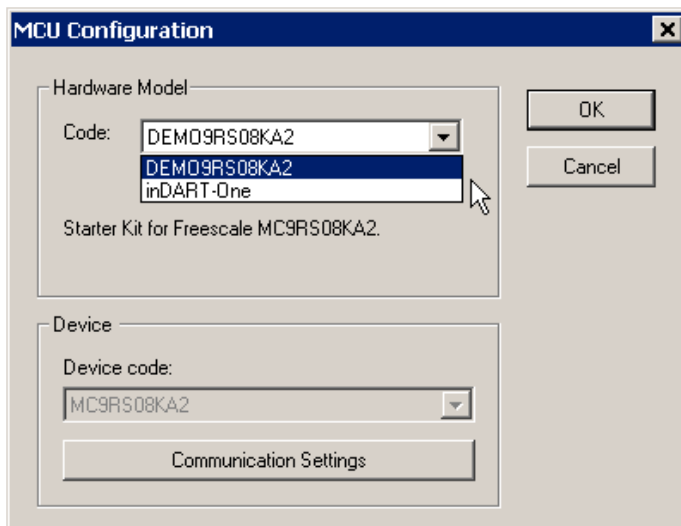 MCU Configuration
Hardware Model
Code:
DEMO9RS08KA2
DEMO9RS08KA2
inDART-One
Starter Kit for Freescale MC9RS08KA2.
OK
Cancel
Device
Device code:
MC9RS08KA2
Communication Settings